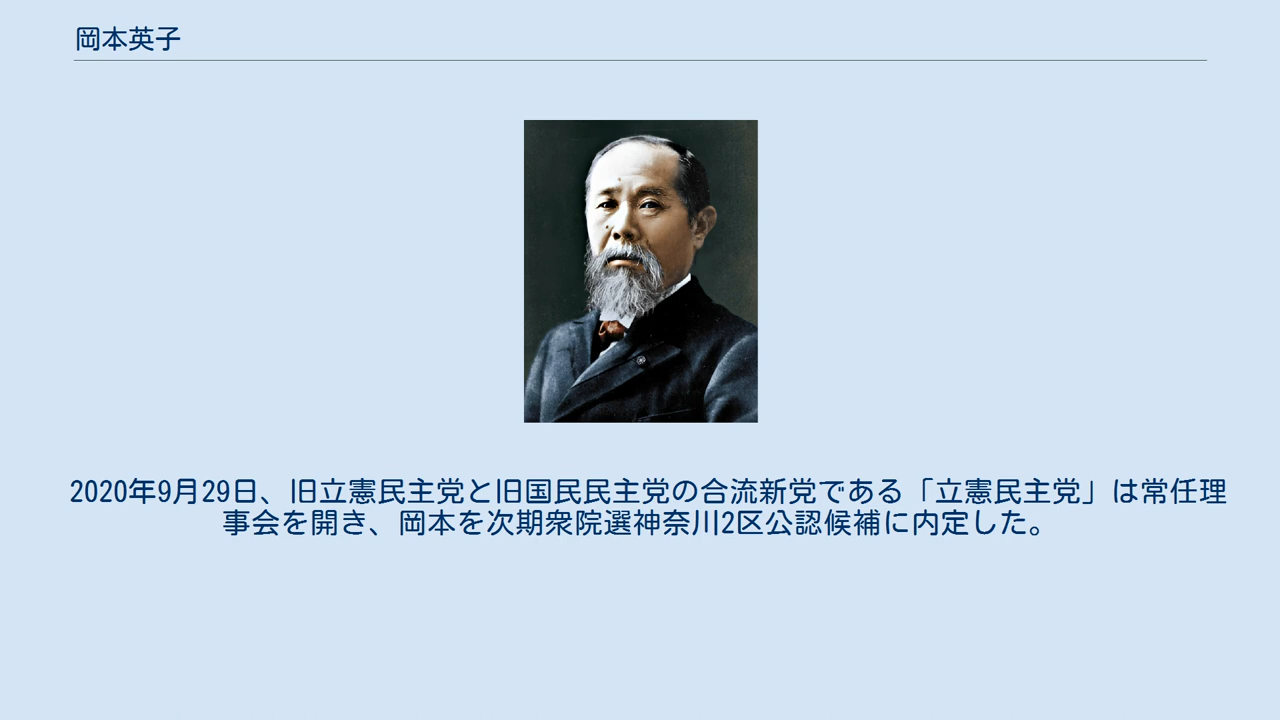 岡本英子
2020年9月29日、旧立憲民主党と旧国民民主党の合流新党である「立憲民主党」は常任理
事会を開き、岡本を次期衆院選神奈川2区公認候補に内定した。